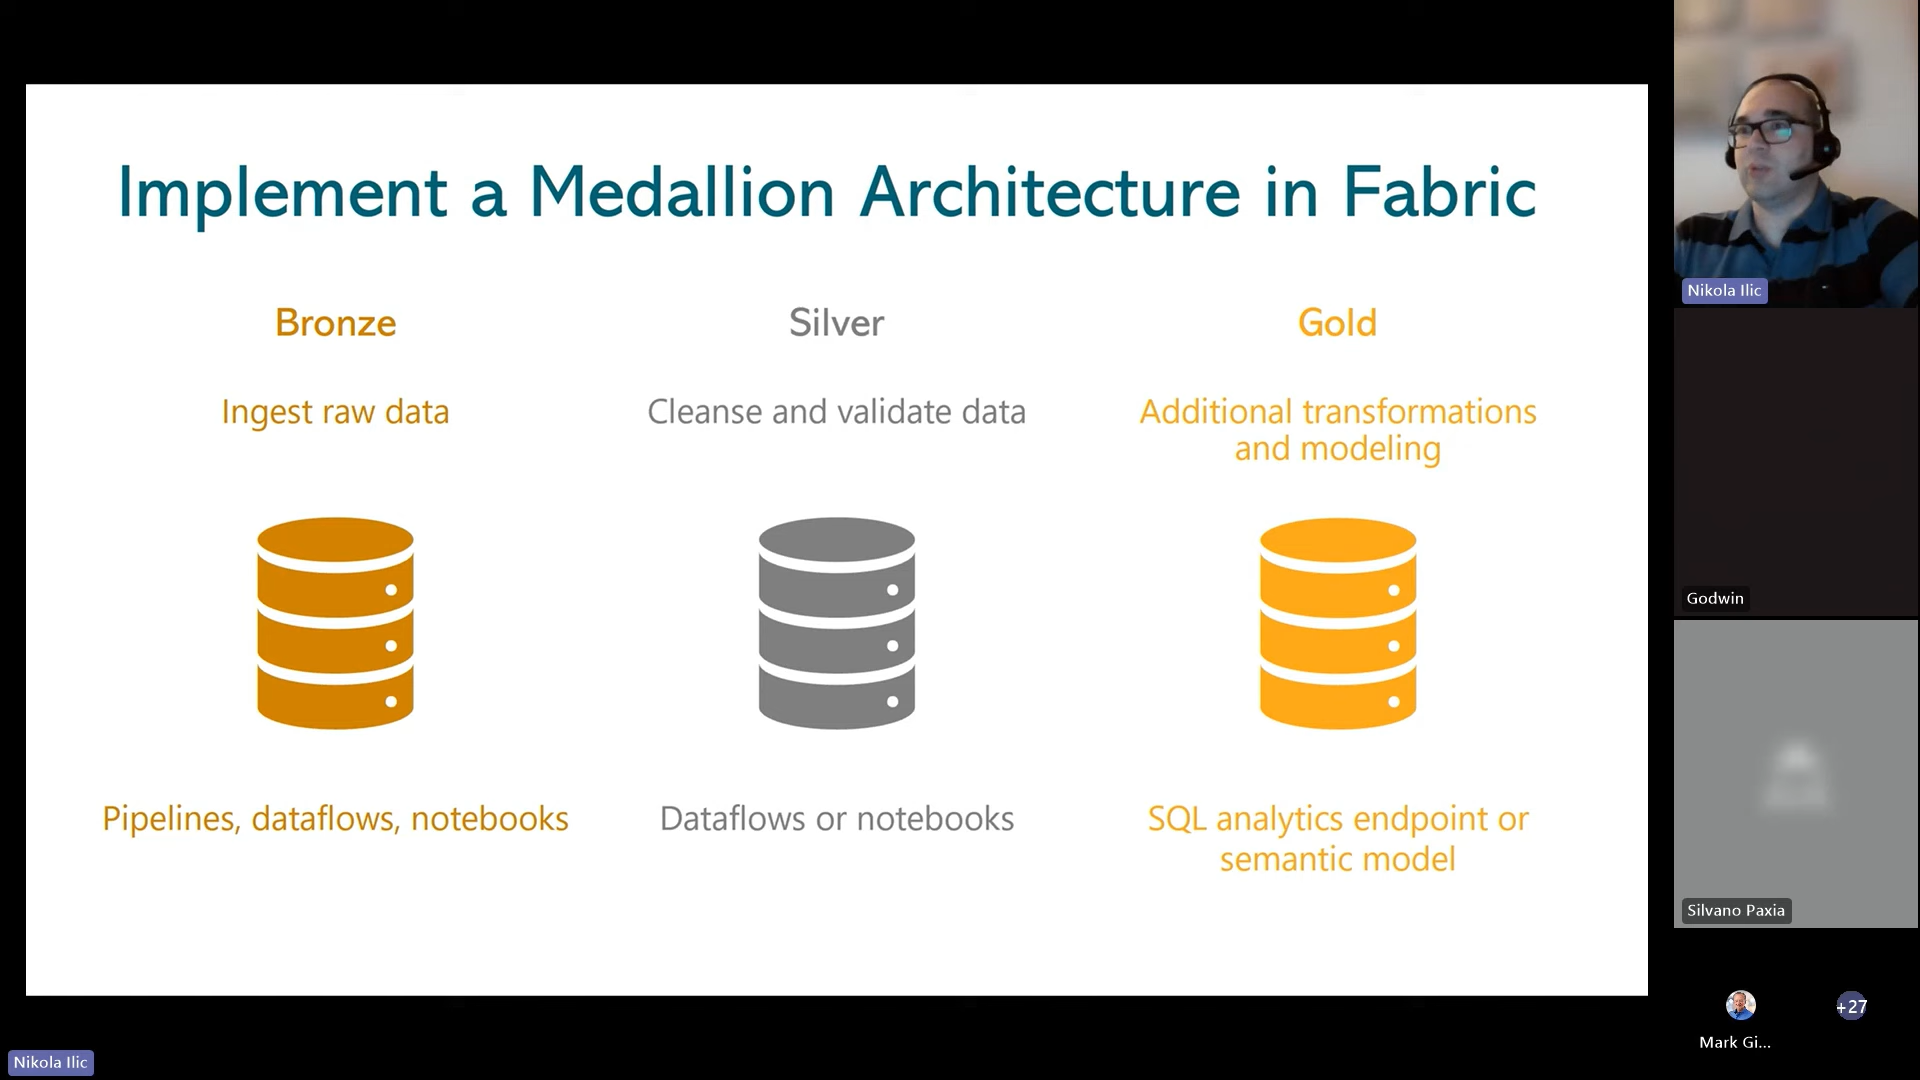 Implement a Medallion Architecture in Fabric
Bronze
Ingest raw data
Pipelines, dataflows, notebooks
Silver
Cleanse and validate data
Dataflows or notebooks
Gold
Additional transformations
and modeling
SQL analytics endpoint or
semantic model
Nikola Ilic
Godwin
Silvano Paxia
Mark Gi...
+27
Nikola Ilic